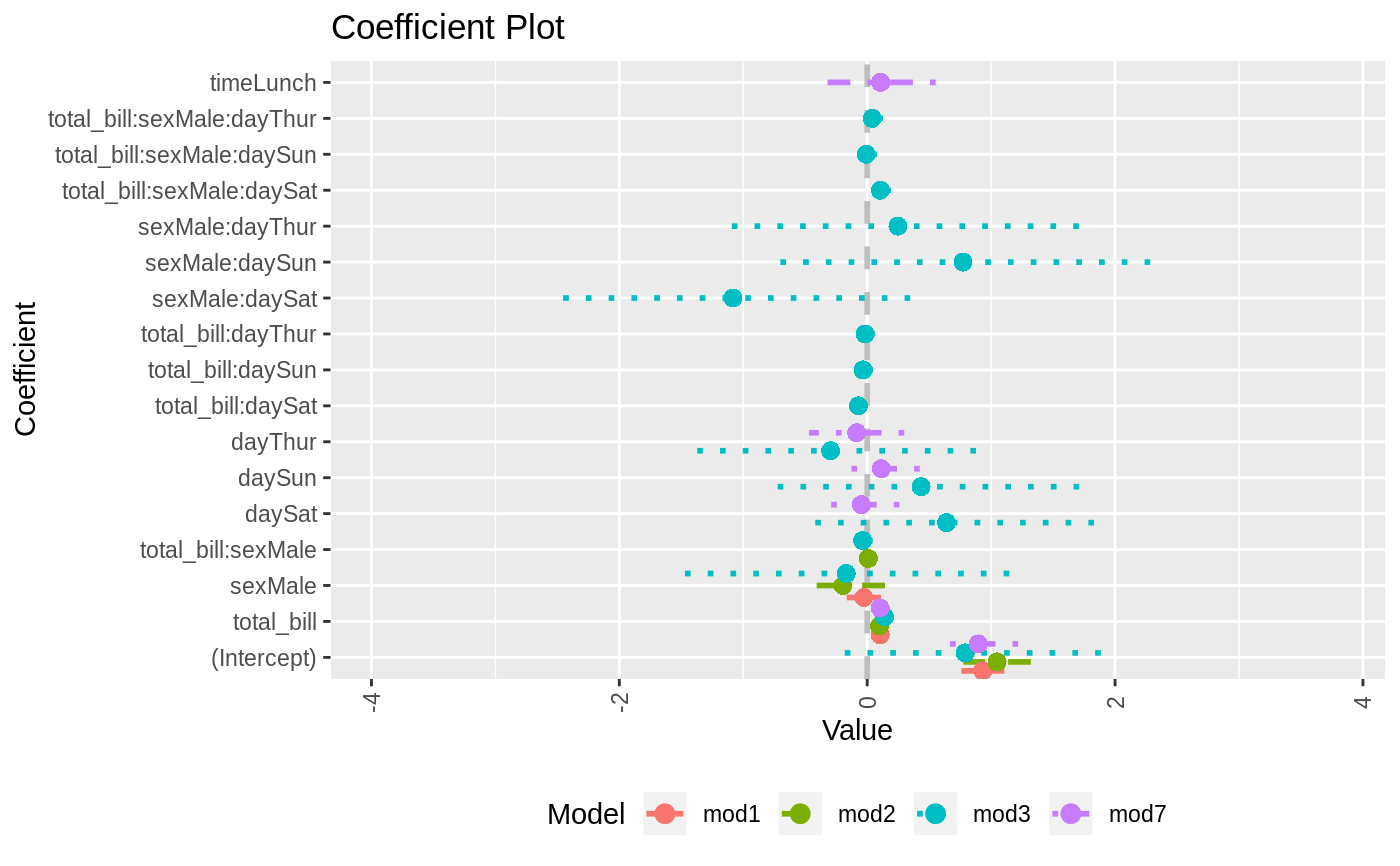 Coefficient Plot
timeLunch
total_bill:sexMale:dayThur
total_bill:sexMale:daySun
total_bill:sexMale:daySat
sexMale:dayThur
sexMale:daySun
sexMale:daySat
total_bill:dayThur
total_bill:daySun
total_bill:daySat
dayThur
daySun
daySat
total_bill:sexMale
sexMale
total_bill
(Intercept)
Coefficient
-4 -2 0 2 4
Value
Model mod1 mod2 mod3 mod7